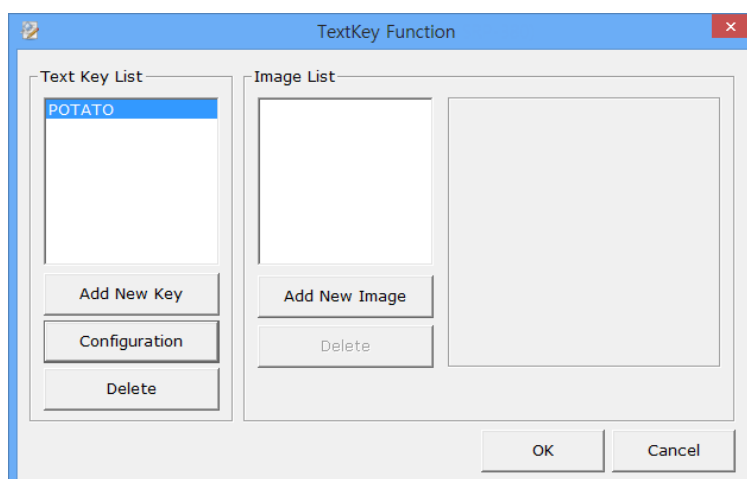 TextKey Function
Text Key List
POTATO
Add New Key
Configuration
Delete
Image List
Add New Image
Delete
OK
Cancel